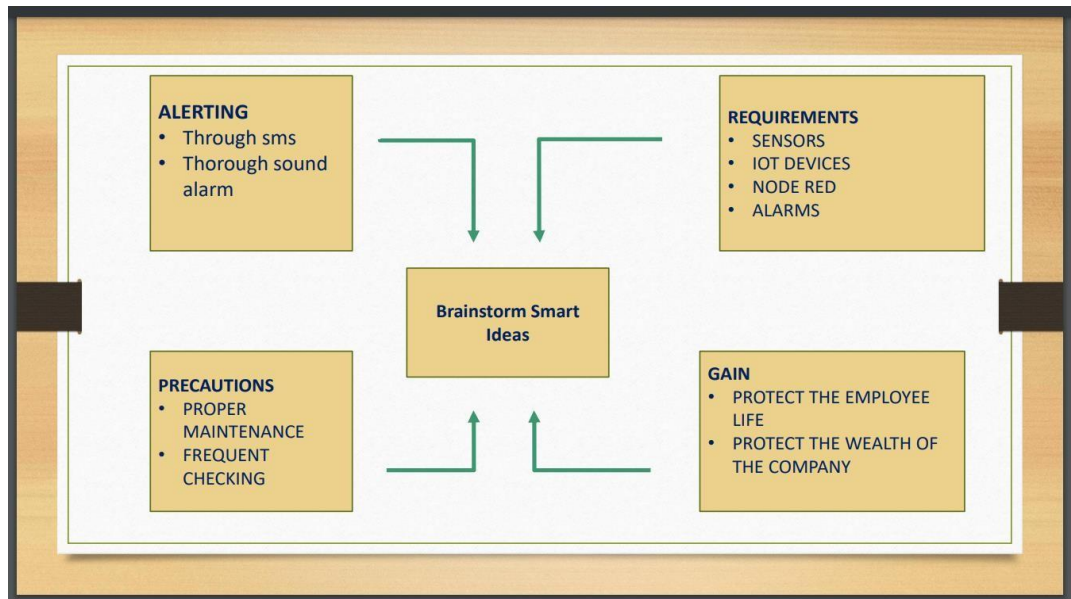 ALERTING
• Through sms
• Thorough sound
alarm
REQUIREMENTS
• SENSORS
• IOT DEVICES
• NODE RED
• ALARMS
Brainstorm Smart
Ideas
PRECAUTIONS
• PROPER
MAINTENANCE
• FREQUENT
CHECKING
GAIN
• PROTECT THE EMPLOYEE
LIFE
• PROTECT THE WEALTH OF
THE COMPANY